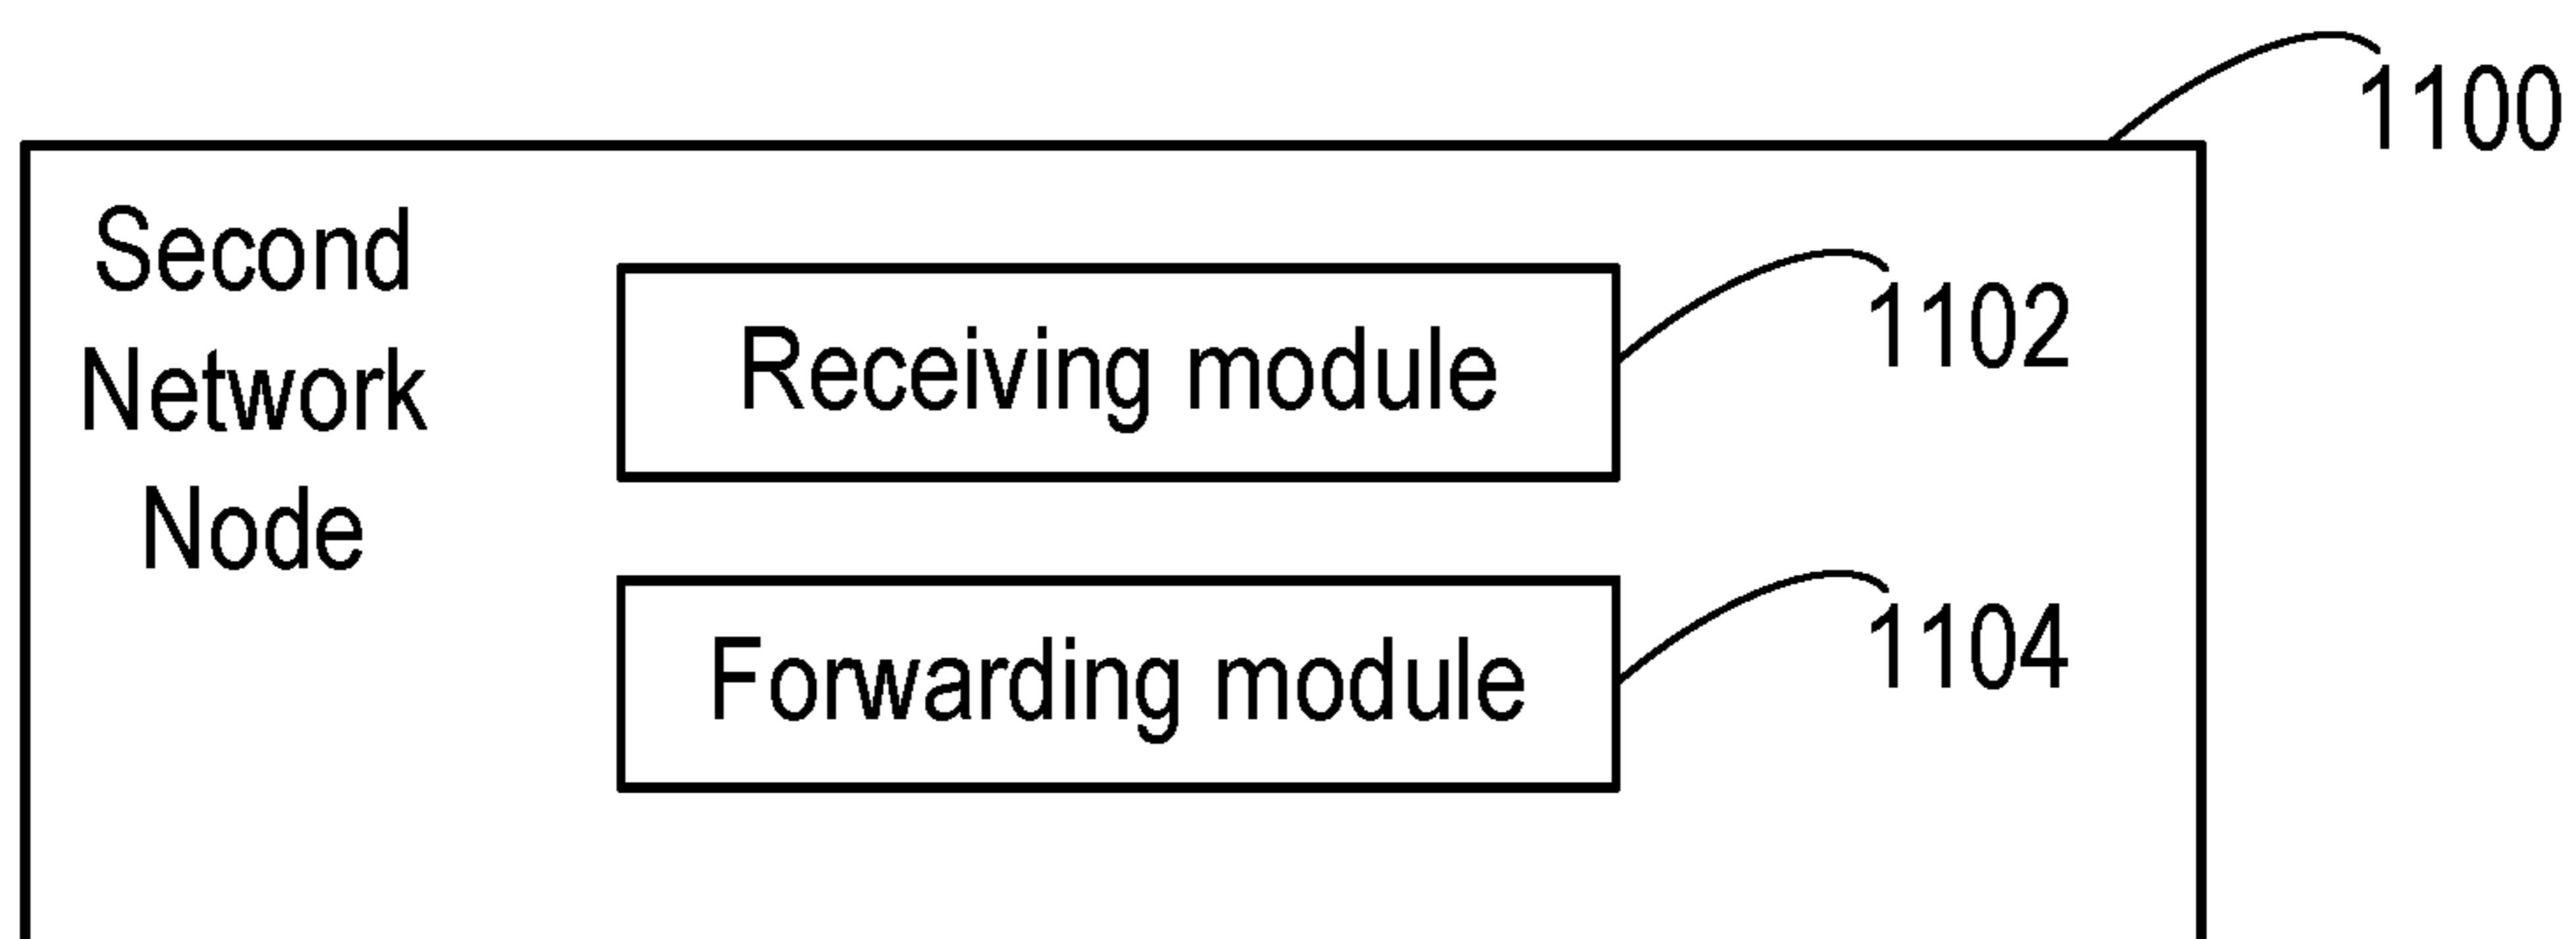 1100
Second
Network
Node
Receiving module
1102
Forwarding module
1104